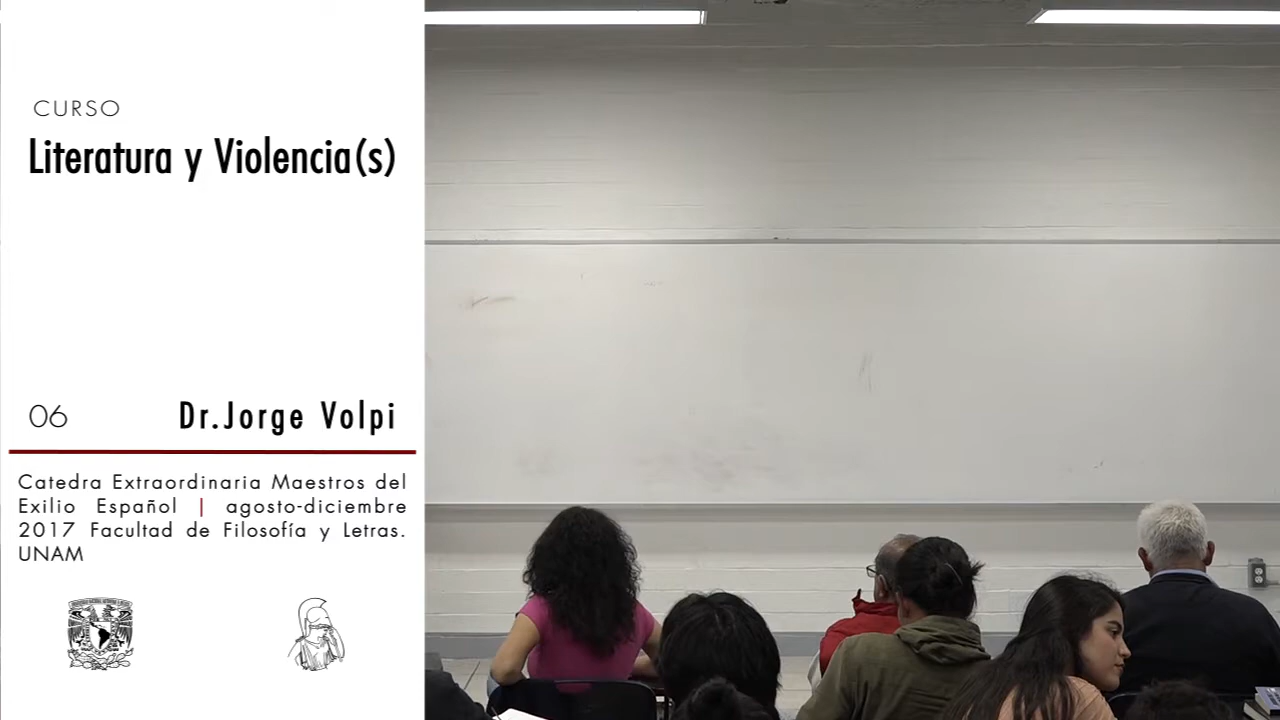 CURSO
Literatura y Violencia(s)
06 Dr.Jorge Volpi
Catedra Extraordinaria Maestros del
Exilio Español | agosto-diciembre
2017 Facultad de Filosofía y Letras.
UNAM